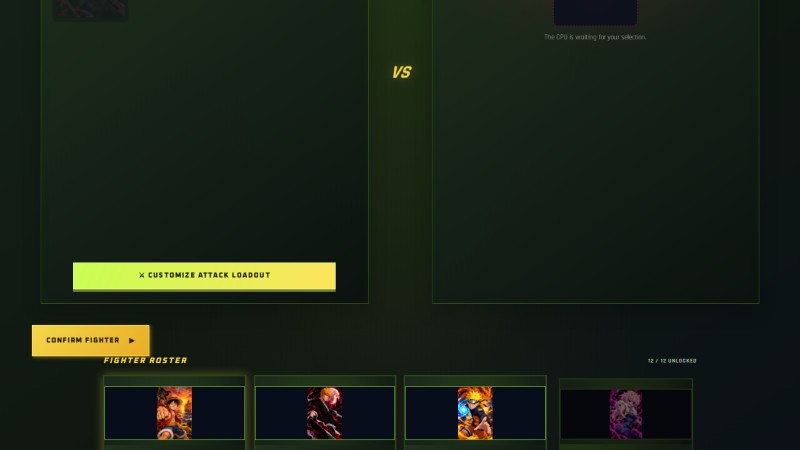 The CPU is waiting for your selection.
VS
⚔ CUSTOMIZE ATTACK LOADOUT
CONFIRM FIGHTER ▶
FIGHTER ROSTER
12 / 12 UNLOCKED